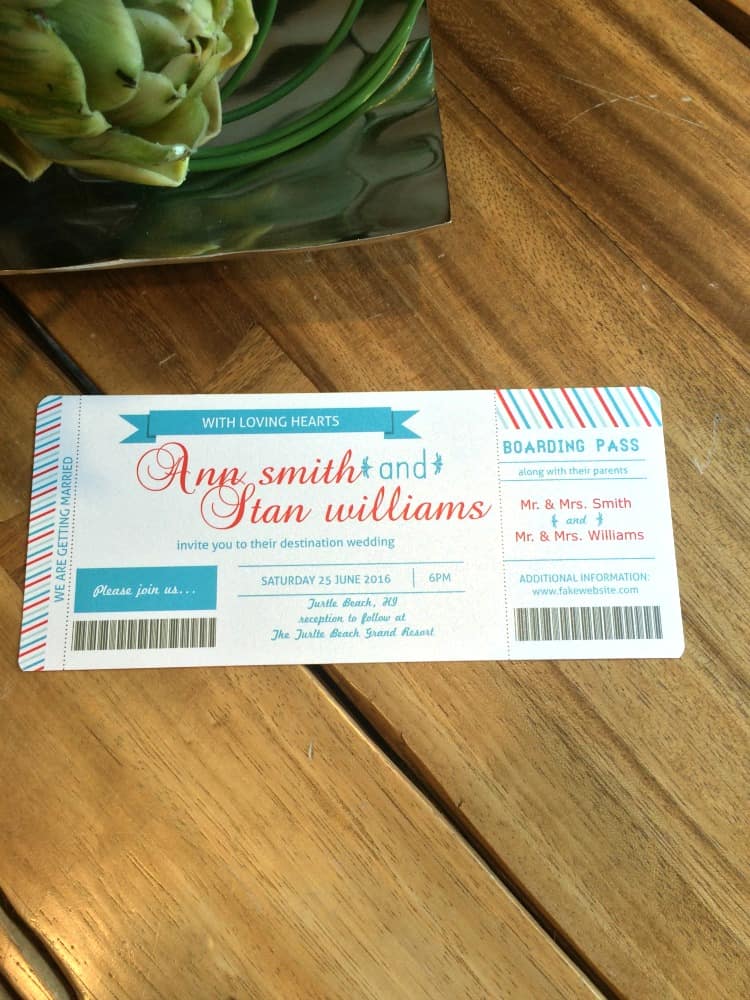 WE ARE GETTING MARRIED
WITH LOVING HEARTS
Ann smith and
Stan williams
invite you to their destination wedding
Please join us...
SATURDAY 25 JUNE 2016 | 6PM
Turtle Beach, HI
reception to follow at
The Turlte Beach Grand Resort
BOARDING PASS
along with their parents
Mr. & Mrs. Smith
and
Mr. & Mrs. Williams
ADDITIONAL INFORMATION:
www.fakewebsite.com